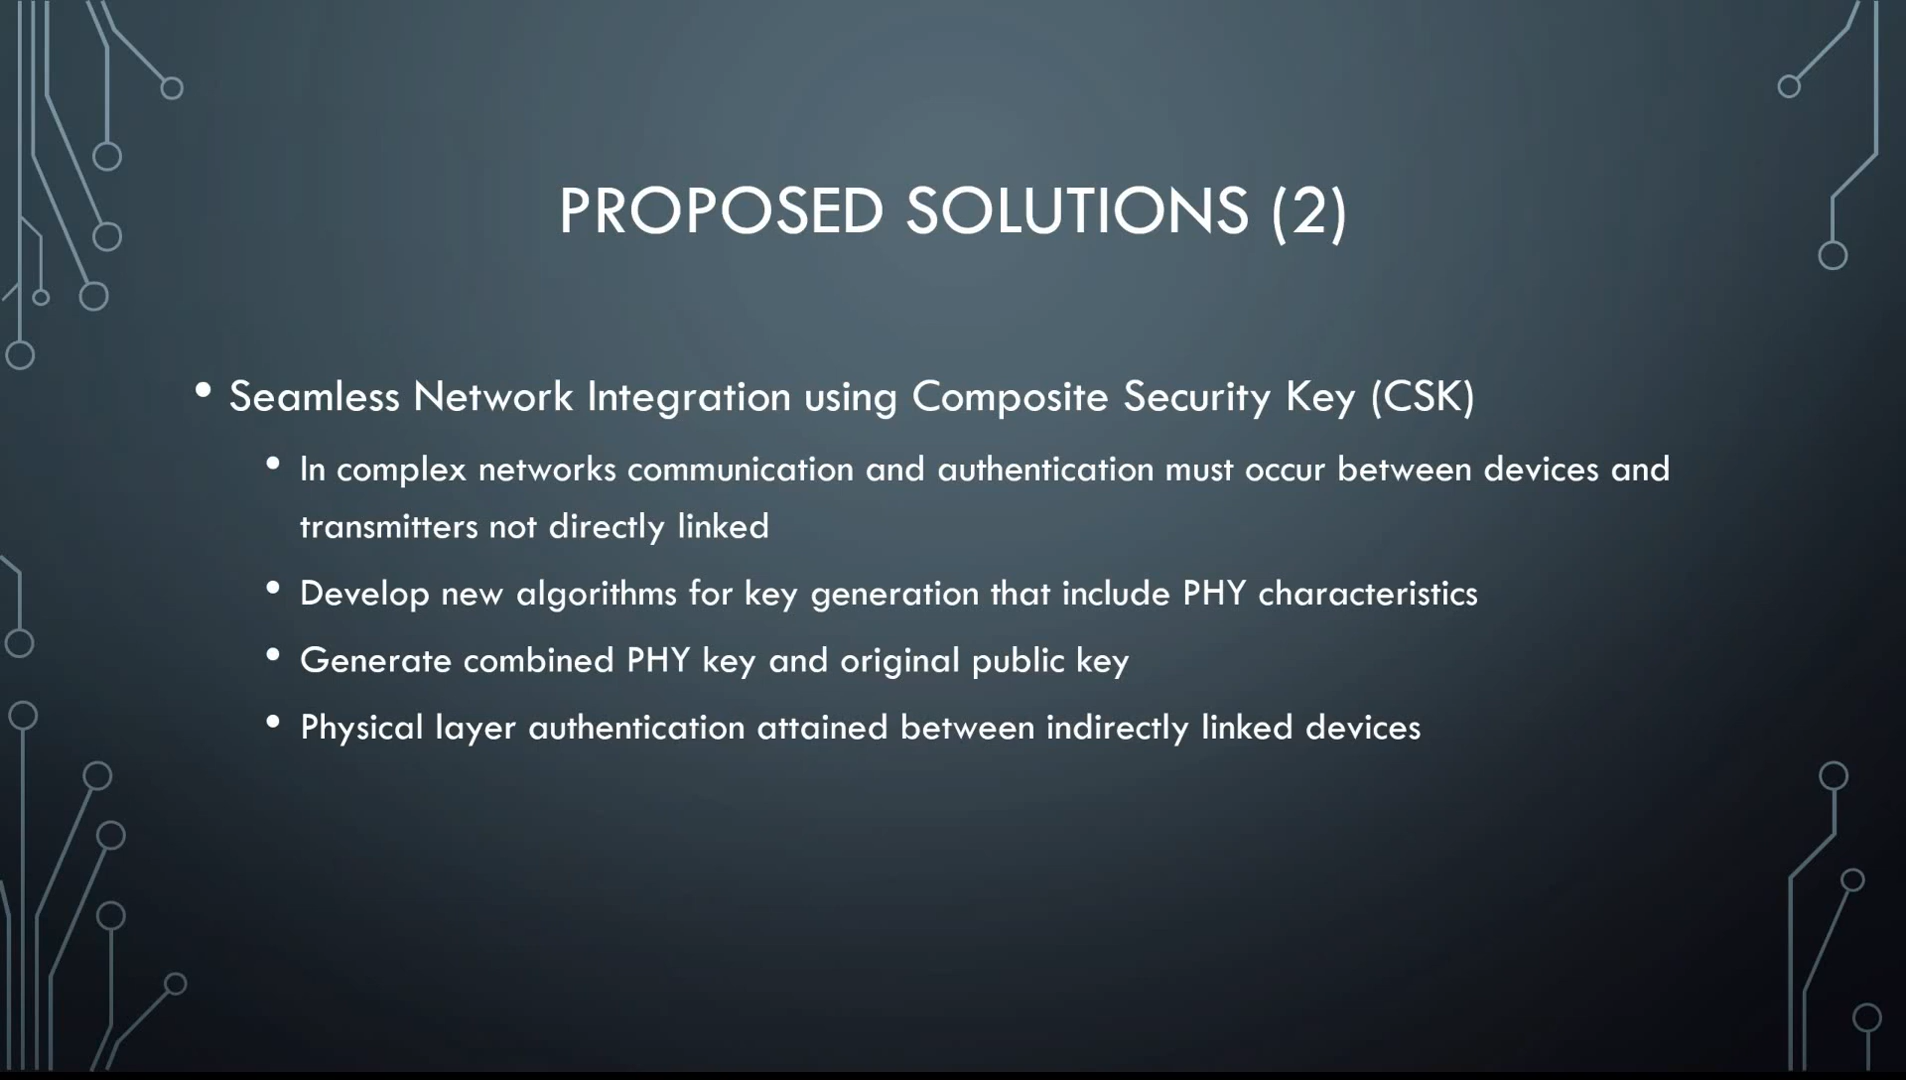 PROPOSED SOLUTIONS (2)
• Seamless Network Integration using Composite Security Key (CSK)
• In complex networks communication and authentication must occur between devices and
transmitters not directly linked
• Develop new algorithms for key generation that include PHY characteristics
• Generate combined PHY key and original public key
• Physical layer authentication attained between indirectly linked devices